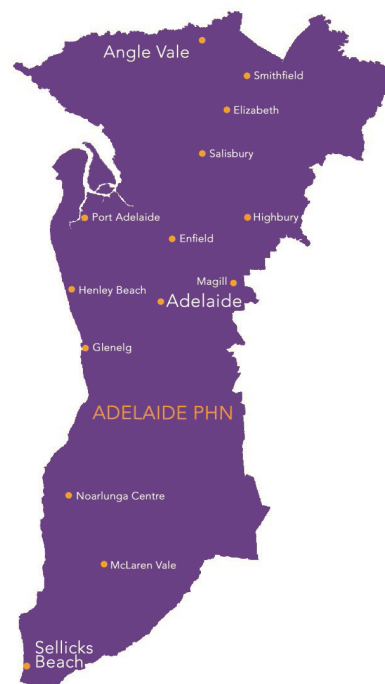 Angle Vale
Smithfield
Elizabeth
Salisbury
Port Adelaide
Highbury
Enfield
Magill
Henley Beach
Adelaide
Glenelg
ADELAIDE PHN
Noarlunga Centre
McLaren Vale
Sellicks
Beach